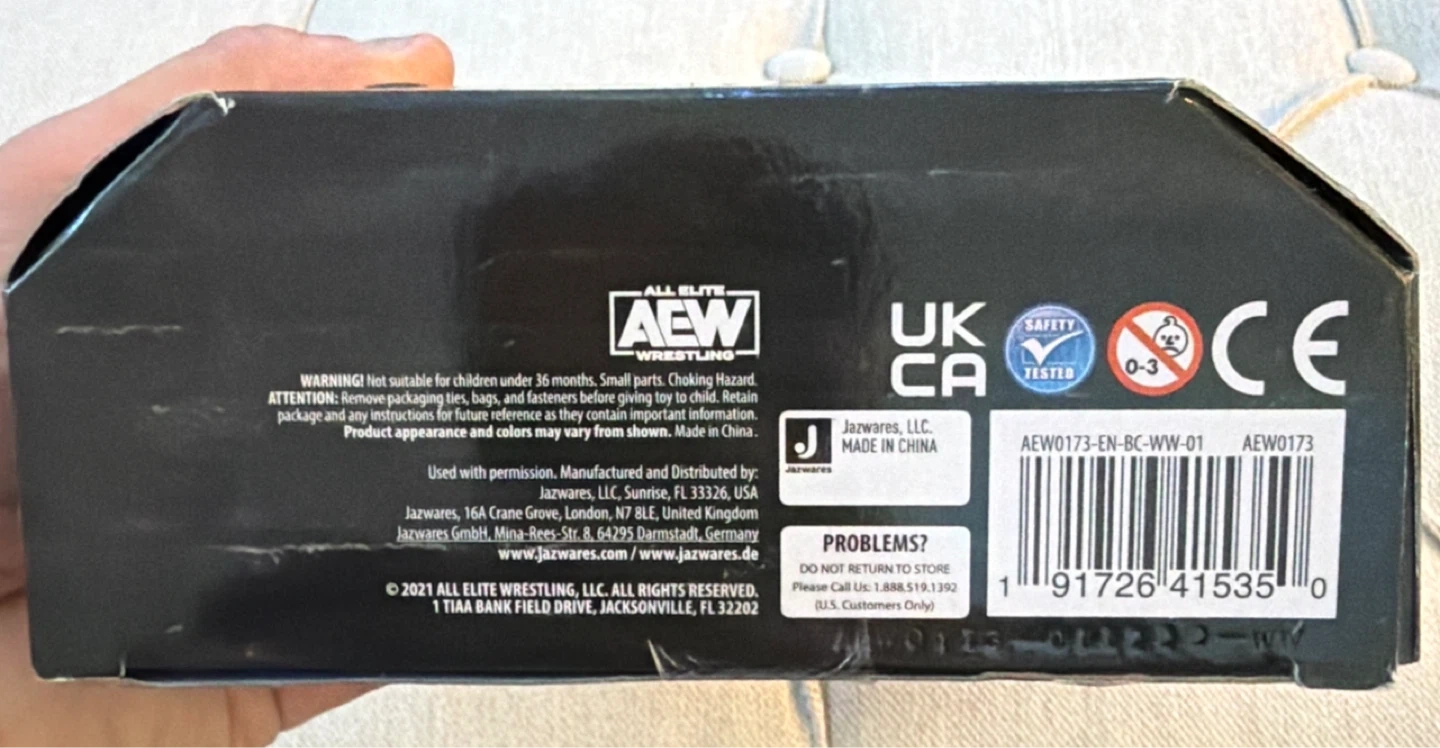 ALL ELITE
AEW
WRESTLING
WARNING! Not suitable for children under 36 months. Small parts. Choking Hazard.
ATTENTION: Remove packaging ties, bags, and fasteners before giving toy to child. Retain
package and any instructions for future reference as they contain important information.
Product appearance and colors may vary from shown. Made in China.
Used with permission. Manufactured and Distributed by:
Jazwares, LLC, Sunrise, FL 33326, USA
Jazwares, 16A Crane Grove, London, N7 8LE, United Kingdom
Jazwares GmbH, Mina-Rees-Str. 8, 64295 Darmstadt, Germany
www.Jazwares.com / www.jazwares.de
© 2021 ALL ELITE WRESTLING, LLC. ALL RIGHTS RESERVED.
1 TIAA BANK FIELD DRIVE, JACKSONVILLE, FL 32202
UK
CA
SAFETY
TESTED
0-3
CE
J
Jazwares
Jazwares, LLC.
MADE IN CHINA
PROBLEMS?
DO NOT RETURN TO STORE
Please Call Us: 1.888.519.1392
(U.S. Customers Only)
AEW0173-EN-BC-WW-01 AEW0173
1 91726 41535 0